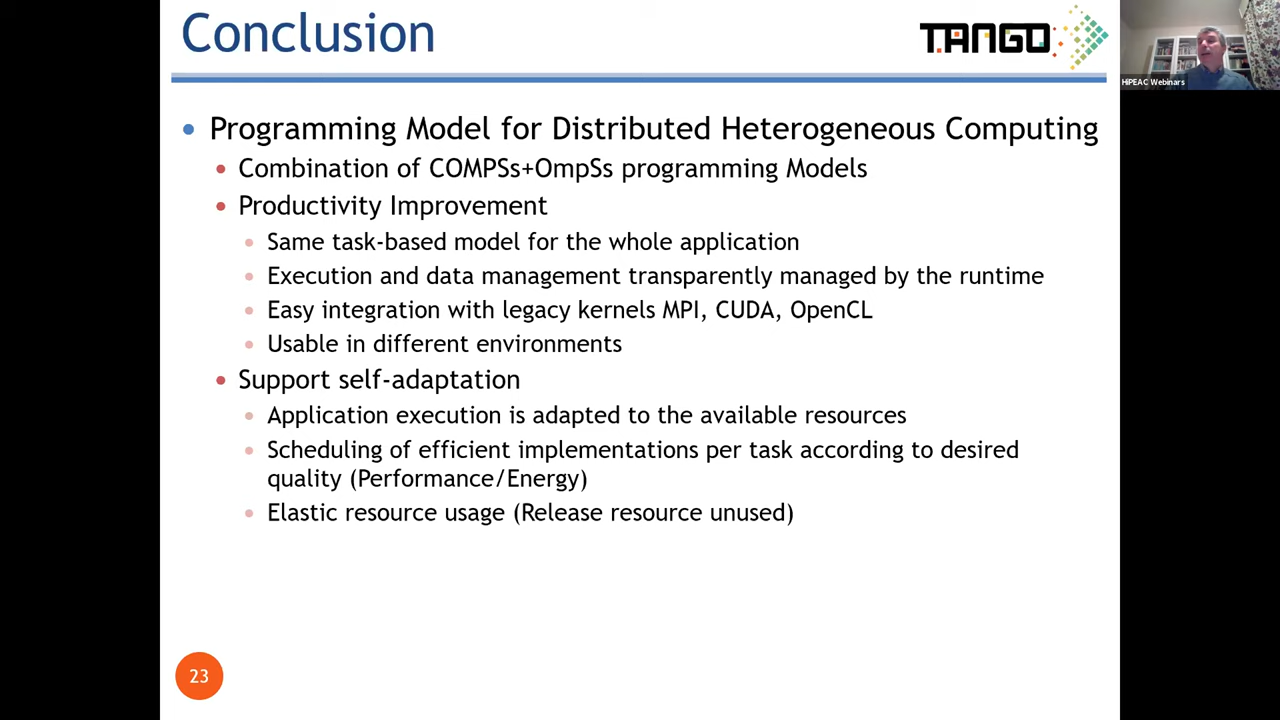 Conclusion
TANGO
HiPEAC Webinars
Programming Model for Distributed Heterogeneous Computing
Combination of COMPSs+OmpSs programming Models
Productivity Improvement
Same task-based model for the whole application
Execution and data management transparently managed by the runtime
Easy integration with legacy kernels MPI, CUDA, OpenCL
Usable in different environments
Support self-adaptation
Application execution is adapted to the available resources
Scheduling of efficient implementations per task according to desired
quality (Performance/Energy)
Elastic resource usage (Release resource unused)
23